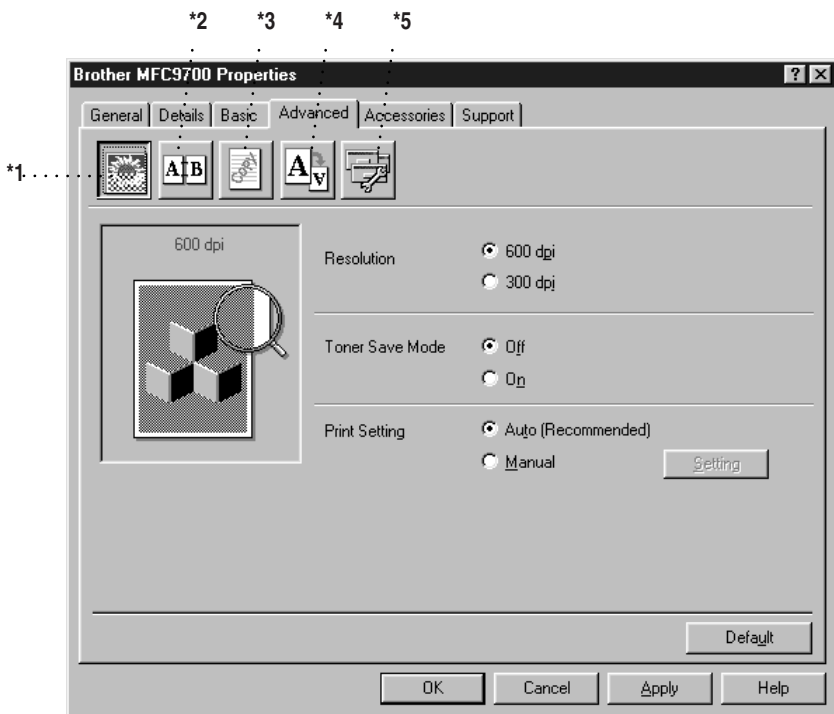 *2 *3 *4 *5
Brother MFC9700 Properties
General Details Basic Advanced Accessories Support
*1
A B
Copy
A A
600 dpi
Resolution
600 dpi
300 dpi
Toner Save Mode
Off
On
Print Setting
Auto (Recommended)
Manual
Setting
Default
OK Cancel Apply Help